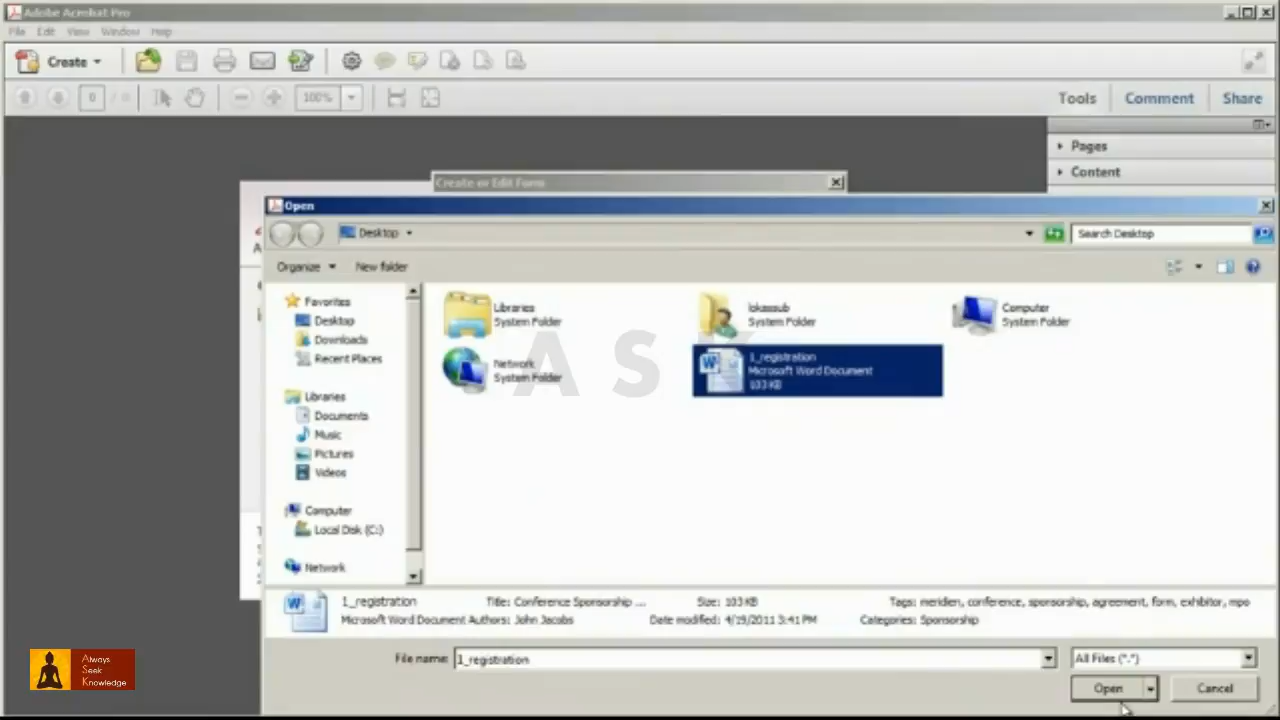 Adobe Acrobat Pro
File Edit View Window Help
Create
0 / 0 100% Tools Comment Share
Pages
Create or Edit Form
Content
Open
Desktop Search Desktop
Organize New folder
Favorites
Desktop
Downloads
Recent Places
Libraries
Documents
Music
Pictures
Videos
Computer
Local Disk (C:)
Network
Libraries
System Folder
lokassub
System Folder
Computer
System Folder
Network
System Folder
1_registration
Microsoft Word Document
103 KB
ASK
1_registration Title: Conference Sponsorship ... Size: 103 KB Tags: meridien, conference, sponsorship, agreement, form, exhibitor, mpo
Microsoft Word Document Authors: John Jacobs Date modified: 4/19/2011 3:41 PM Categories: Sponsorship
File name: 1_registration All Files (*.*)
Open Cancel
Always
Seek
Knowledge